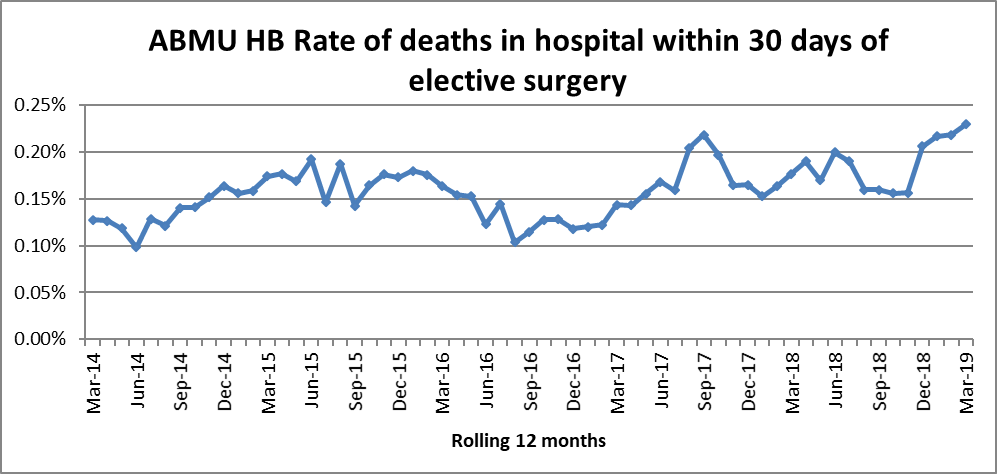 ABMU HB Rate of deaths in hospital within 30 days of
elective surgery
0.25%
0.20%
0.15%
0.10%
0.05%
0.00%
Mar-14
Jun-14
Sep-14
Dec-14
Mar-15
Jun-15
Sep-15
Dec-15
Mar-16
Jun-16
Sep-16
Dec-16
Mar-17
Jun-17
Sep-17
Dec-17
Mar-18
Jun-18
Sep-18
Dec-18
Mar-19
Rolling 12 months